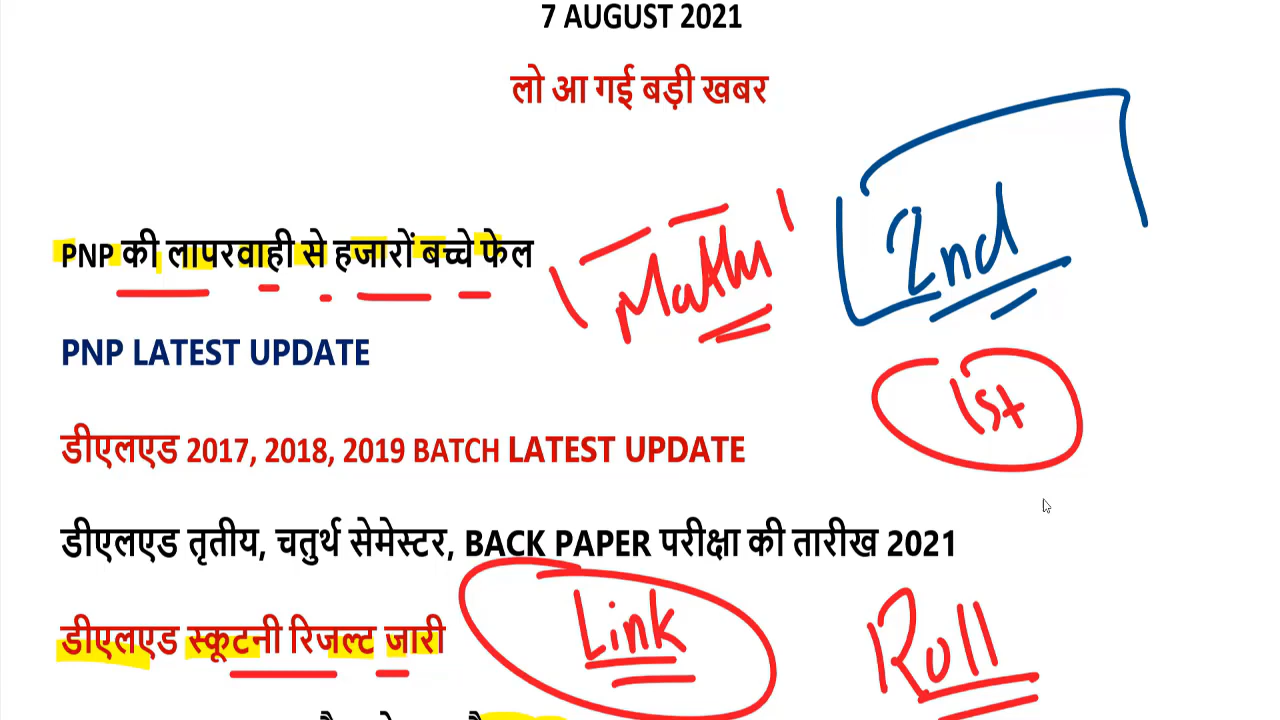 7 AUGUST 2021
लो आ गई बड़ी खबर
2nd
PNP की लापरवाही से हजारों बच्चे फेल
Math
PNP LATEST UPDATE
1st
डीएलएड 2017, 2018, 2019 BATCH LATEST UPDATE
डीएलएड तृतीय, चतुर्थ सेमेस्टर, BACK PAPER परीक्षा की तारीख 2021
डीएलएड स्कूटनी रिजल्ट जारी
Link
Roll